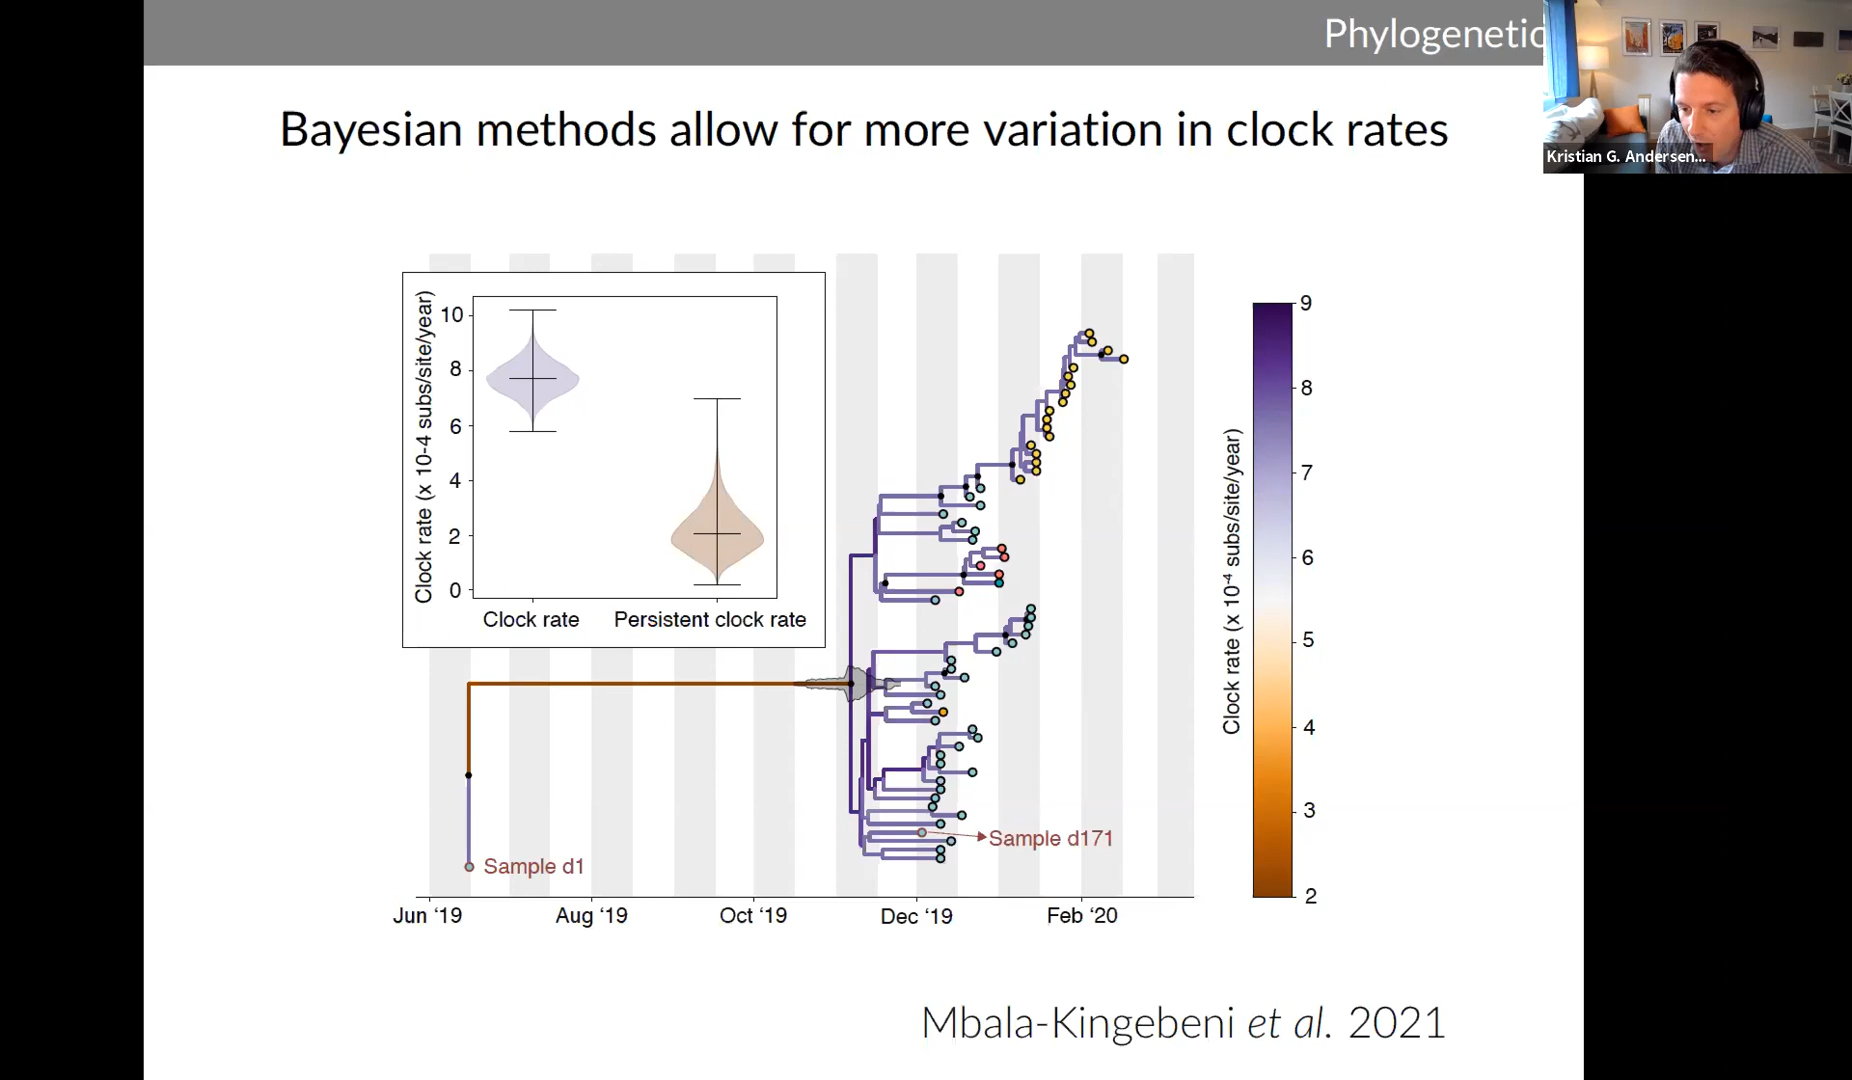 Phylogenetic
Kristian G. Andersen...
Bayesian methods allow for more variation in clock rates
Clock rate (x 10-4 subs/site/year)
10
8
6
4
2
0
Clock rate
Persistent clock rate
Sample d1
Sample d171
Jun ‘19
Aug ‘19
Oct ‘19
Dec ‘19
Feb ‘20
Clock rate (x 10⁻⁴ subs/site/year)
9
8
7
6
5
4
3
2
Mbala-Kingebeni et al. 2021